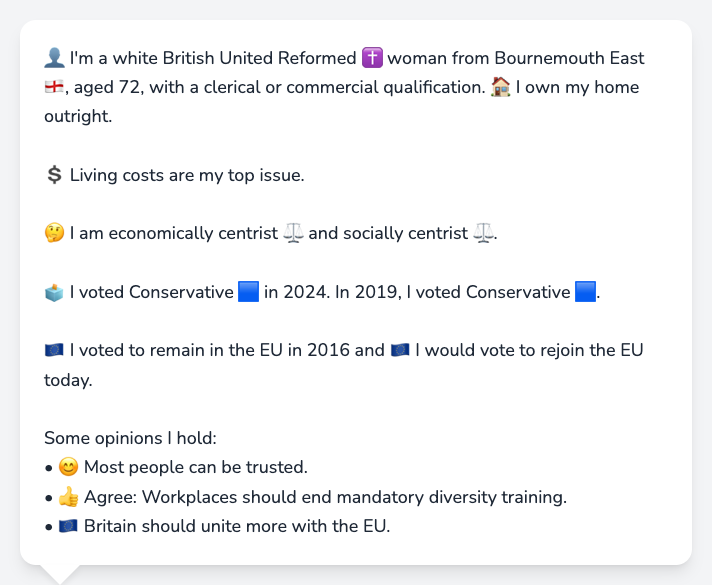 👤 I'm a white British United Reformed ✝️ woman from Bournemouth East
🏴󠁧󠁢󠁥󠁮󠁧󠁿, aged 72, with a clerical or commercial qualification. 🏠 I own my home
outright.
💲 Living costs are my top issue.
🤔 I am economically centrist ⚖️ and socially centrist ⚖️.
🗳️ I voted Conservative 🟦 in 2024. In 2019, I voted Conservative 🟦.
🇪🇺 I voted to remain in the EU in 2016 and 🇪🇺 I would vote to rejoin the EU
today.
Some opinions I hold:
• 😊 Most people can be trusted.
• 👍 Agree: Workplaces should end mandatory diversity training.
• 🇪🇺 Britain should unite more with the EU.